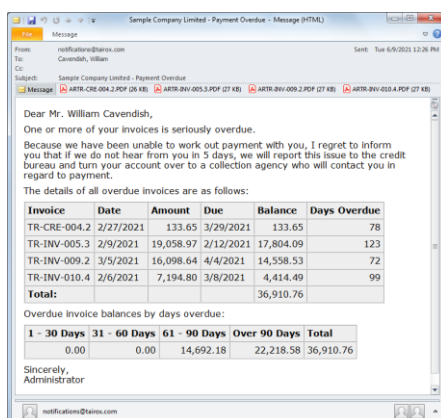 Sample Company Limited - Payment Overdue - Message (HTML)
File Message
From: notifications@tairox.com Sent: Tue 6/9/2021 12:26 PM
To: Cavendish, William
Cc:
Subject: Sample Company Limited - Payment Overdue
Message ARTR-CRE-004.2.PDF (26 KB) ARTR-INV-005.3.PDF (27 KB) ARTR-INV-009.2.PDF (27 KB) ARTR-INV-010.4.PDF (27 KB)
Dear Mr. William Cavendish,
One or more of your invoices is seriously overdue.
Because we have been unable to work out payment with you, I regret to inform
you that if we do not hear from you in 5 days, we will report this issue to the credit
bureau and turn your account over to a collection agency who will contact you in
regard to payment.
The details of all overdue invoices are as follows:
Invoice Date Amount Due Balance Days Overdue
TR-CRE-004.2 2/27/2021 133.65 3/29/2021 133.65 78
TR-INV-005.3 2/9/2021 19,058.97 2/12/2021 17,804.09 123
TR-INV-009.2 3/5/2021 16,098.64 4/4/2021 14,558.53 72
TR-INV-010.4 2/6/2021 7,194.80 3/8/2021 4,414.49 99
Total: 36,910.76
Overdue invoice balances by days overdue:
1 - 30 Days 31 - 60 Days 61 - 90 Days Over 90 Days Total
0.00 0.00 14,692.18 22,218.58 36,910.76
Sincerely,
Administrator
notifications@tairox.com